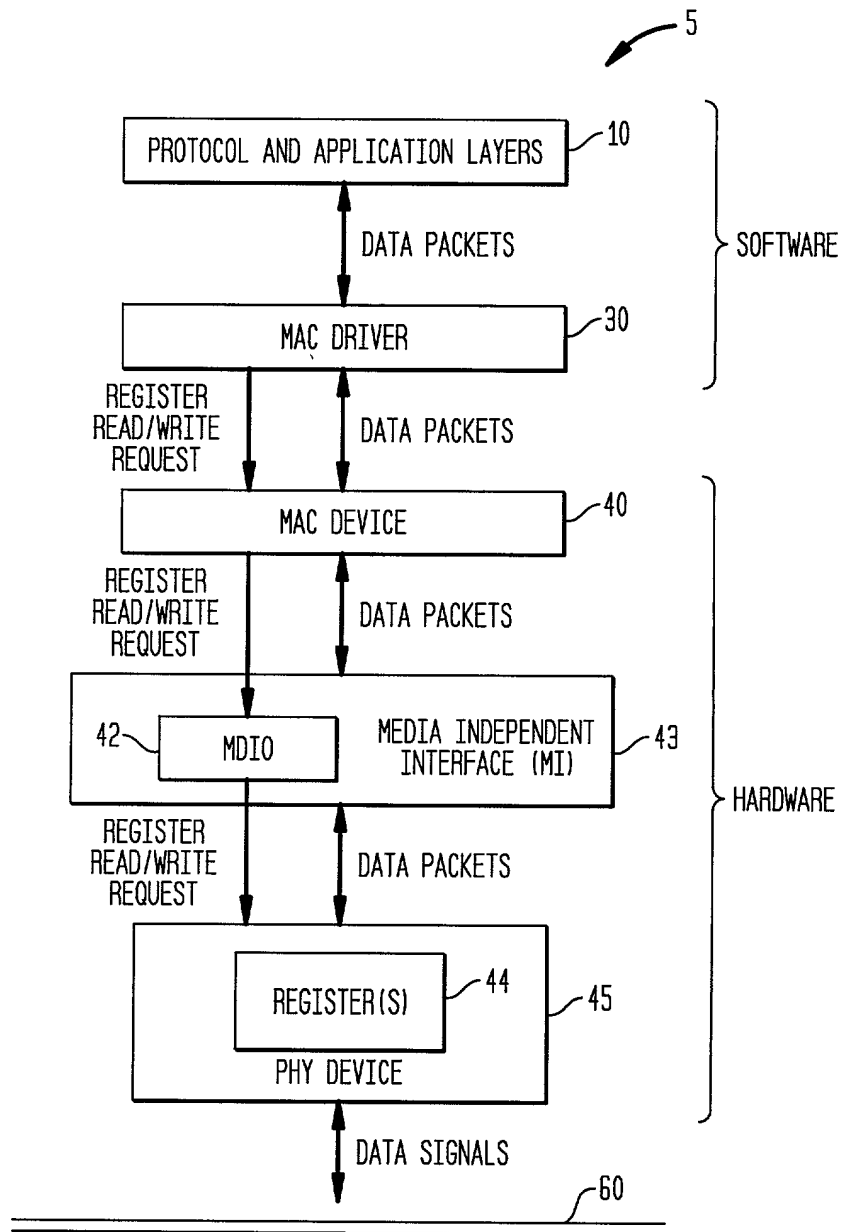 5
PROTOCOL AND APPLICATION LAYERS
10
DATA PACKETS
SOFTWARE
MAC DRIVER
30
REGISTER
READ/WRITE
REQUEST
DATA PACKETS
MAC DEVICE
40
REGISTER
READ/WRITE
REQUEST
DATA PACKETS
42
MDIO
MEDIA INDEPENDENT
INTERFACE (MI)
43
HARDWARE
REGISTER
READ/WRITE
REQUEST
DATA PACKETS
REGISTER(S)
44
45
PHY DEVICE
DATA SIGNALS
60